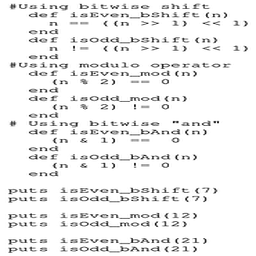 #Using bitwise shift
def isEven_bShift(n)
n == ((n >> 1) << 1)
end
def isOdd_bShift(n)
n != ((n >> 1) << 1)
end
#Using modulo operator
def isEven_mod(n)
(n % 2) == 0
end
def isOdd_mod(n)
(n % 2) != 0
end
# Using bitwise "and"
def isEven_bAnd(n)
(n & 1) == 0
end
def isOdd_bAnd(n)
(n & 1) != 0
end
puts isEven_bShift(7)
puts isOdd_bShift(7)
puts isEven_mod(12)
puts isOdd_mod(12)
puts isEven_bAnd(21)
puts isOdd_bAnd(21)